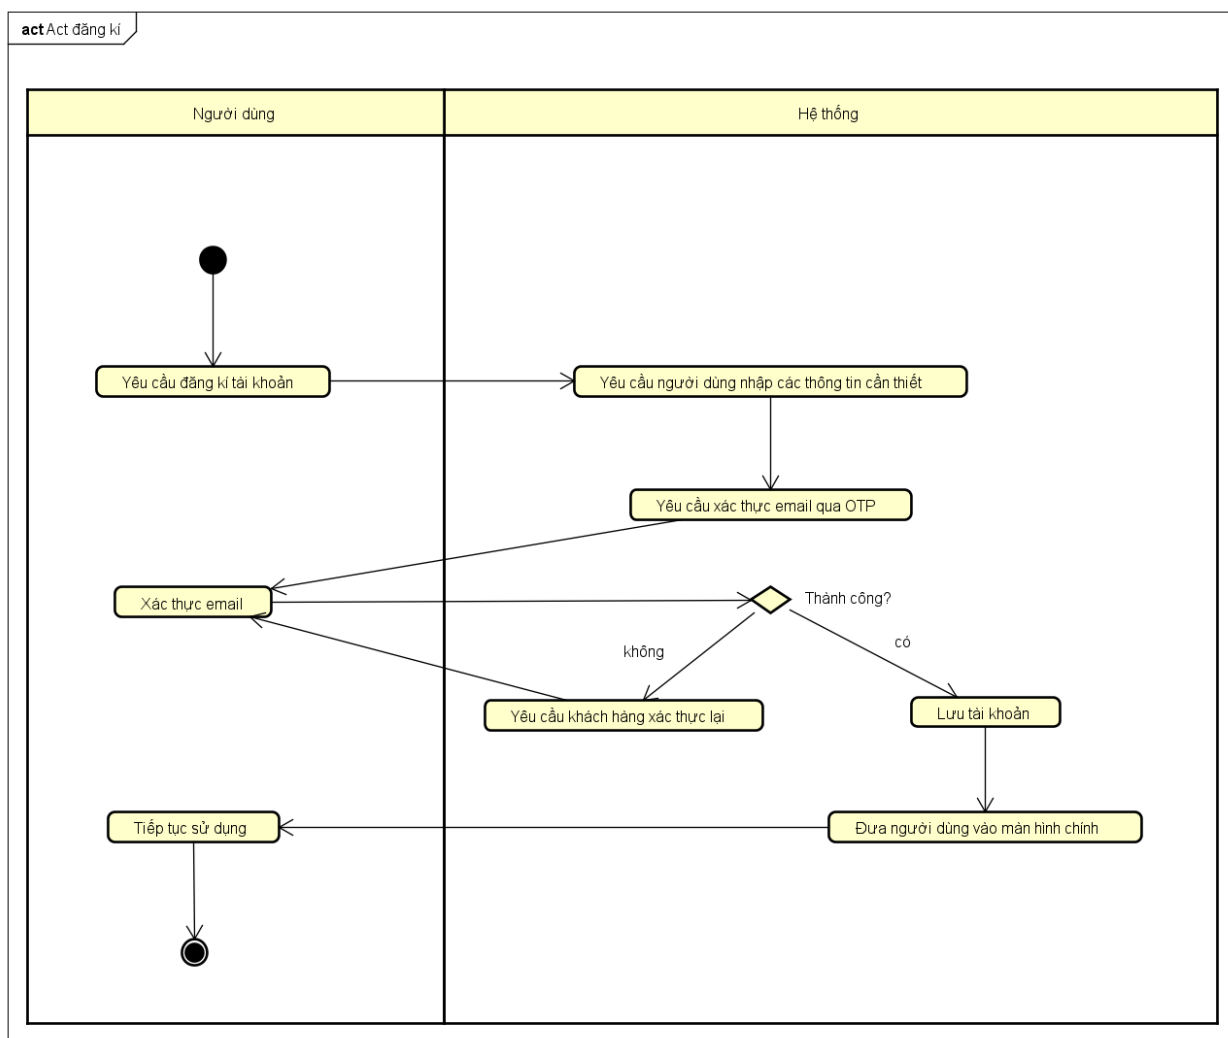 act Act đăng kí
Người dùng
Hệ thống
Yêu cầu đăng kí tài khoản
Yêu cầu người dùng nhập các thông tin cần thiết
Yêu cầu xác thực email qua OTP
Xác thực email
Thành công?
không
có
Yêu cầu khách hàng xác thực lại
Lưu tài khoản
Tiếp tục sử dụng
Đưa người dùng vào màn hình chính